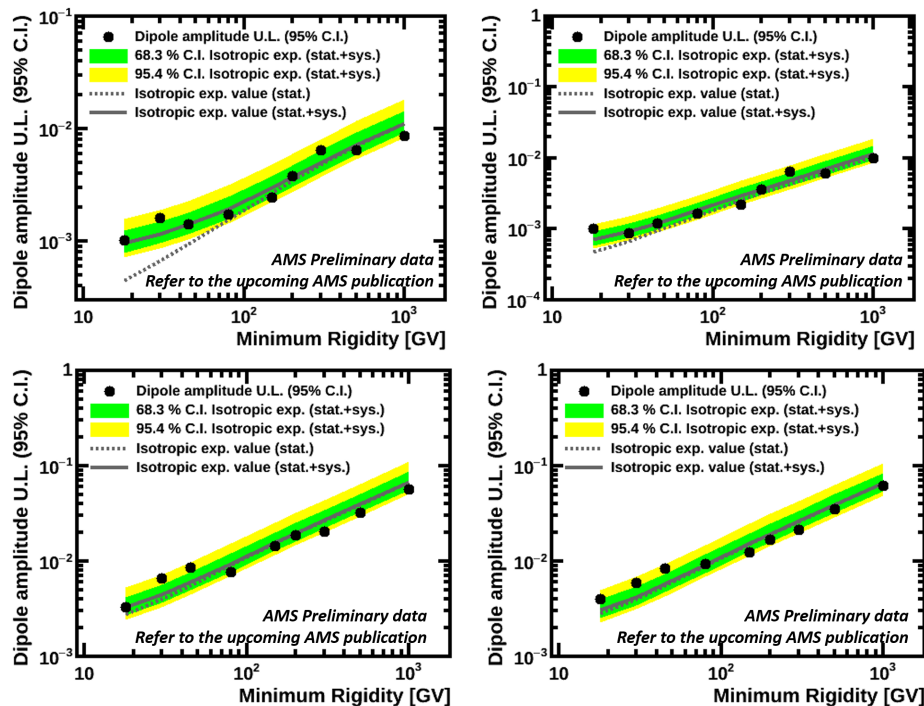 10⁻¹
Dipole amplitude U.L. (95% C.I.)
68.3 % C.I. Isotropic exp. (stat.+sys.)
95.4 % C.I. Isotropic exp. (stat.+sys.)
Isotropic exp. value (stat.)
Isotropic exp. value (stat.+sys.)
10⁻²
10⁻³
Dipole amplitude U.L. (95% C.I.)
AMS Preliminary data
Refer to the upcoming AMS publication
10 10² 10³
Minimum Rigidity [GV]
1
Dipole amplitude U.L. (95% C.I.)
68.3 % C.I. Isotropic exp. (stat.+sys.)
95.4 % C.I. Isotropic exp. (stat.+sys.)
Isotropic exp. value (stat.)
Isotropic exp. value (stat.+sys.)
10⁻¹
10⁻²
10⁻³
10⁻⁴
Dipole amplitude U.L. (95% C.I.)
AMS Preliminary data
Refer to the upcoming AMS publication
10 10² 10³
Minimum Rigidity [GV]
1
Dipole amplitude U.L. (95% C.I.)
68.3 % C.I. Isotropic exp. (stat.+sys.)
95.4 % C.I. Isotropic exp. (stat.+sys.)
Isotropic exp. value (stat.)
Isotropic exp. value (stat.+sys.)
10⁻¹
10⁻²
10⁻³
Dipole amplitude U.L. (95% C.I.)
AMS Preliminary data
Refer to the upcoming AMS publication
10 10² 10³
Minimum Rigidity [GV]
1
Dipole amplitude U.L. (95% C.I.)
68.3 % C.I. Isotropic exp. (stat.+sys.)
95.4 % C.I. Isotropic exp. (stat.+sys.)
Isotropic exp. value (stat.)
Isotropic exp. value (stat.+sys.)
10⁻¹
10⁻²
10⁻³
Dipole amplitude U.L. (95% C.I.)
AMS Preliminary data
Refer to the upcoming AMS publication
10 10² 10³
Minimum Rigidity [GV]